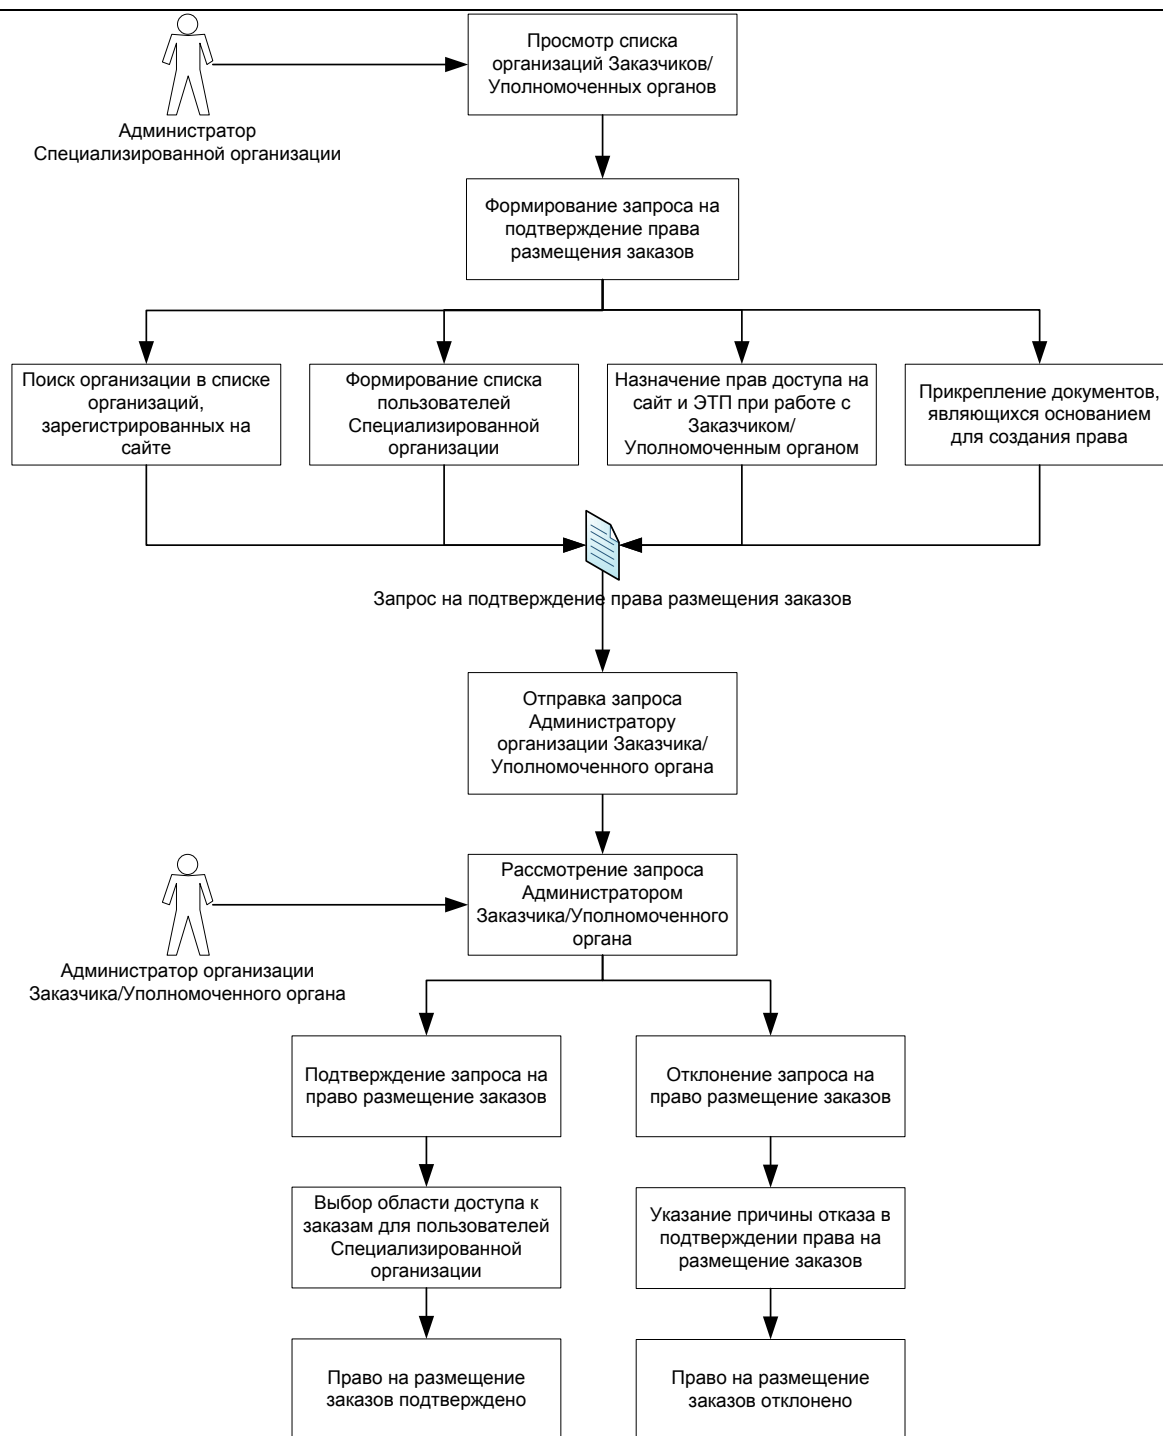 Просмотр списка
организаций Заказчиков/
Уполномоченных органов
Администратор
Специализированной организации
Формирование запроса на
подтверждение права
размещения заказов
Поиск организации в списке
организаций,
зарегистрированных на
сайте
Формирование списка
пользователей
Специализированной
организации
Назначение прав доступа на
сайт и ЭТП при работе с
Заказчиком/
Уполномоченным органом
Прикрепление документов,
являющихся основанием
для создания права
Запрос на подтверждение права размещения заказов
Отправка запроса
Администратору
организации Заказчика/
Уполномоченного органа
Рассмотрение запроса
Администратором
Заказчика/Уполномоченного
органа
Администратор организации
Заказчика/Уполномоченного органа
Подтверждение запроса на
право размещение заказов
Отклонение запроса на
право размещение заказов
Выбор области доступа к
заказам для пользователей
Специализированной
организации
Указание причины отказа в
подтверждении права на
размещение заказов
Право на размещение
заказов подтверждено
Право на размещение
заказов отклонено